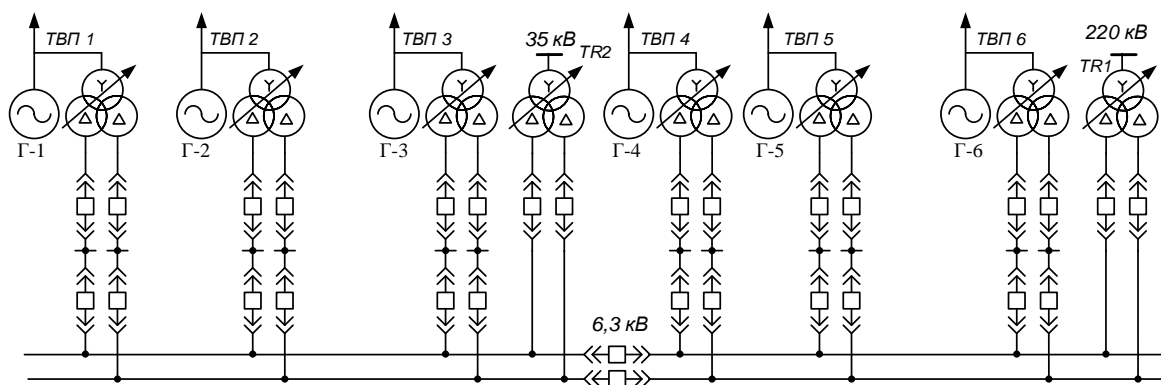 ТВП 1
ТВП 2
ТВП 3
35 кВ
TR2
ТВП 4
ТВП 5
ТВП 6
220 кВ
TR1
Y
Y
Y
Y
Y
Y
Y
Y
Δ Δ
Δ Δ
Δ Δ
Δ Δ
Δ Δ
Δ Δ
Δ Δ
Δ Δ
Г-1
Г-2
Г-3
Г-4
Г-5
Г-6
6,3 кВ